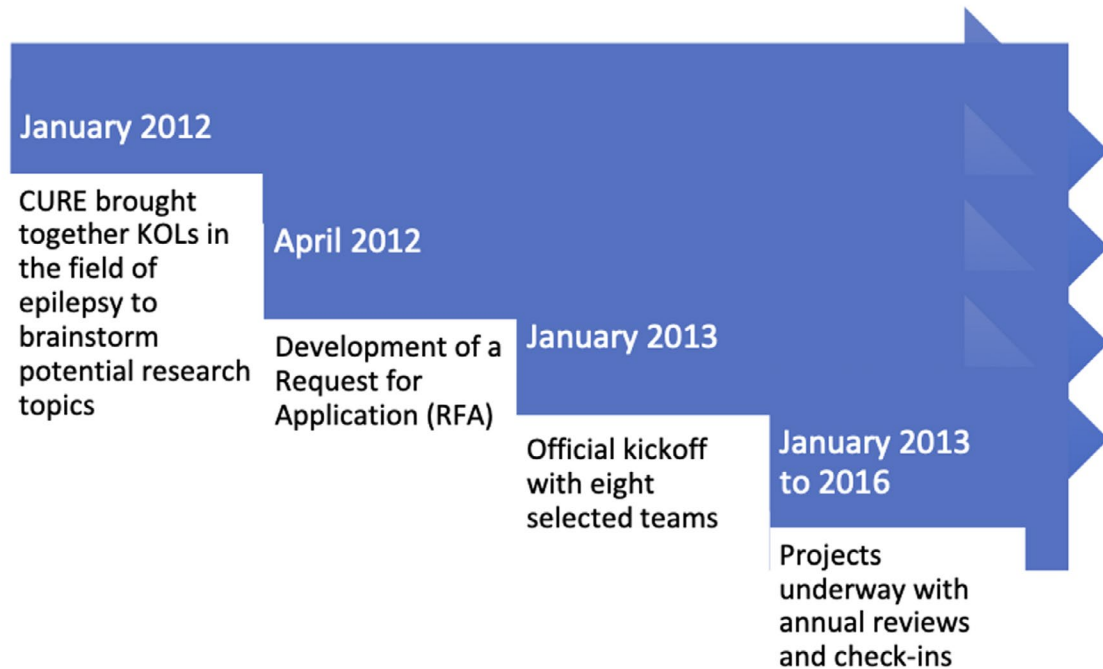 January 2012
CURE brought
together KOLs in
the field of
epilepsy to
brainstorm
potential research
topics
April 2012
Development of a
Request for
Application (RFA)
January 2013
Official kickoff
with eight
selected teams
January 2013
to 2016
Projects
underway with
annual reviews
and check-ins